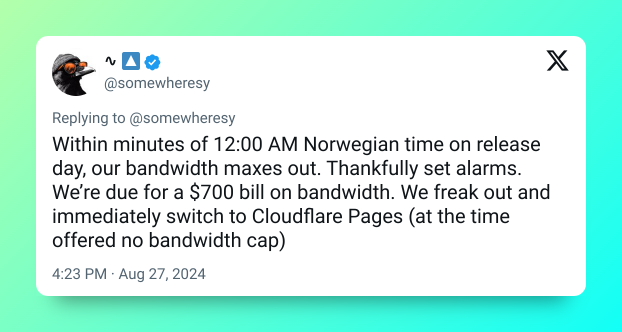 ∿ 🔼
@somewheresy
Replying to @somewheresy
Within minutes of 12:00 AM Norwegian time on release
day, our bandwidth maxes out. Thankfully set alarms.
We’re due for a $700 bill on bandwidth. We freak out and
immediately switch to Cloudflare Pages (at the time
offered no bandwidth cap)
4:23 PM · Aug 27, 2024